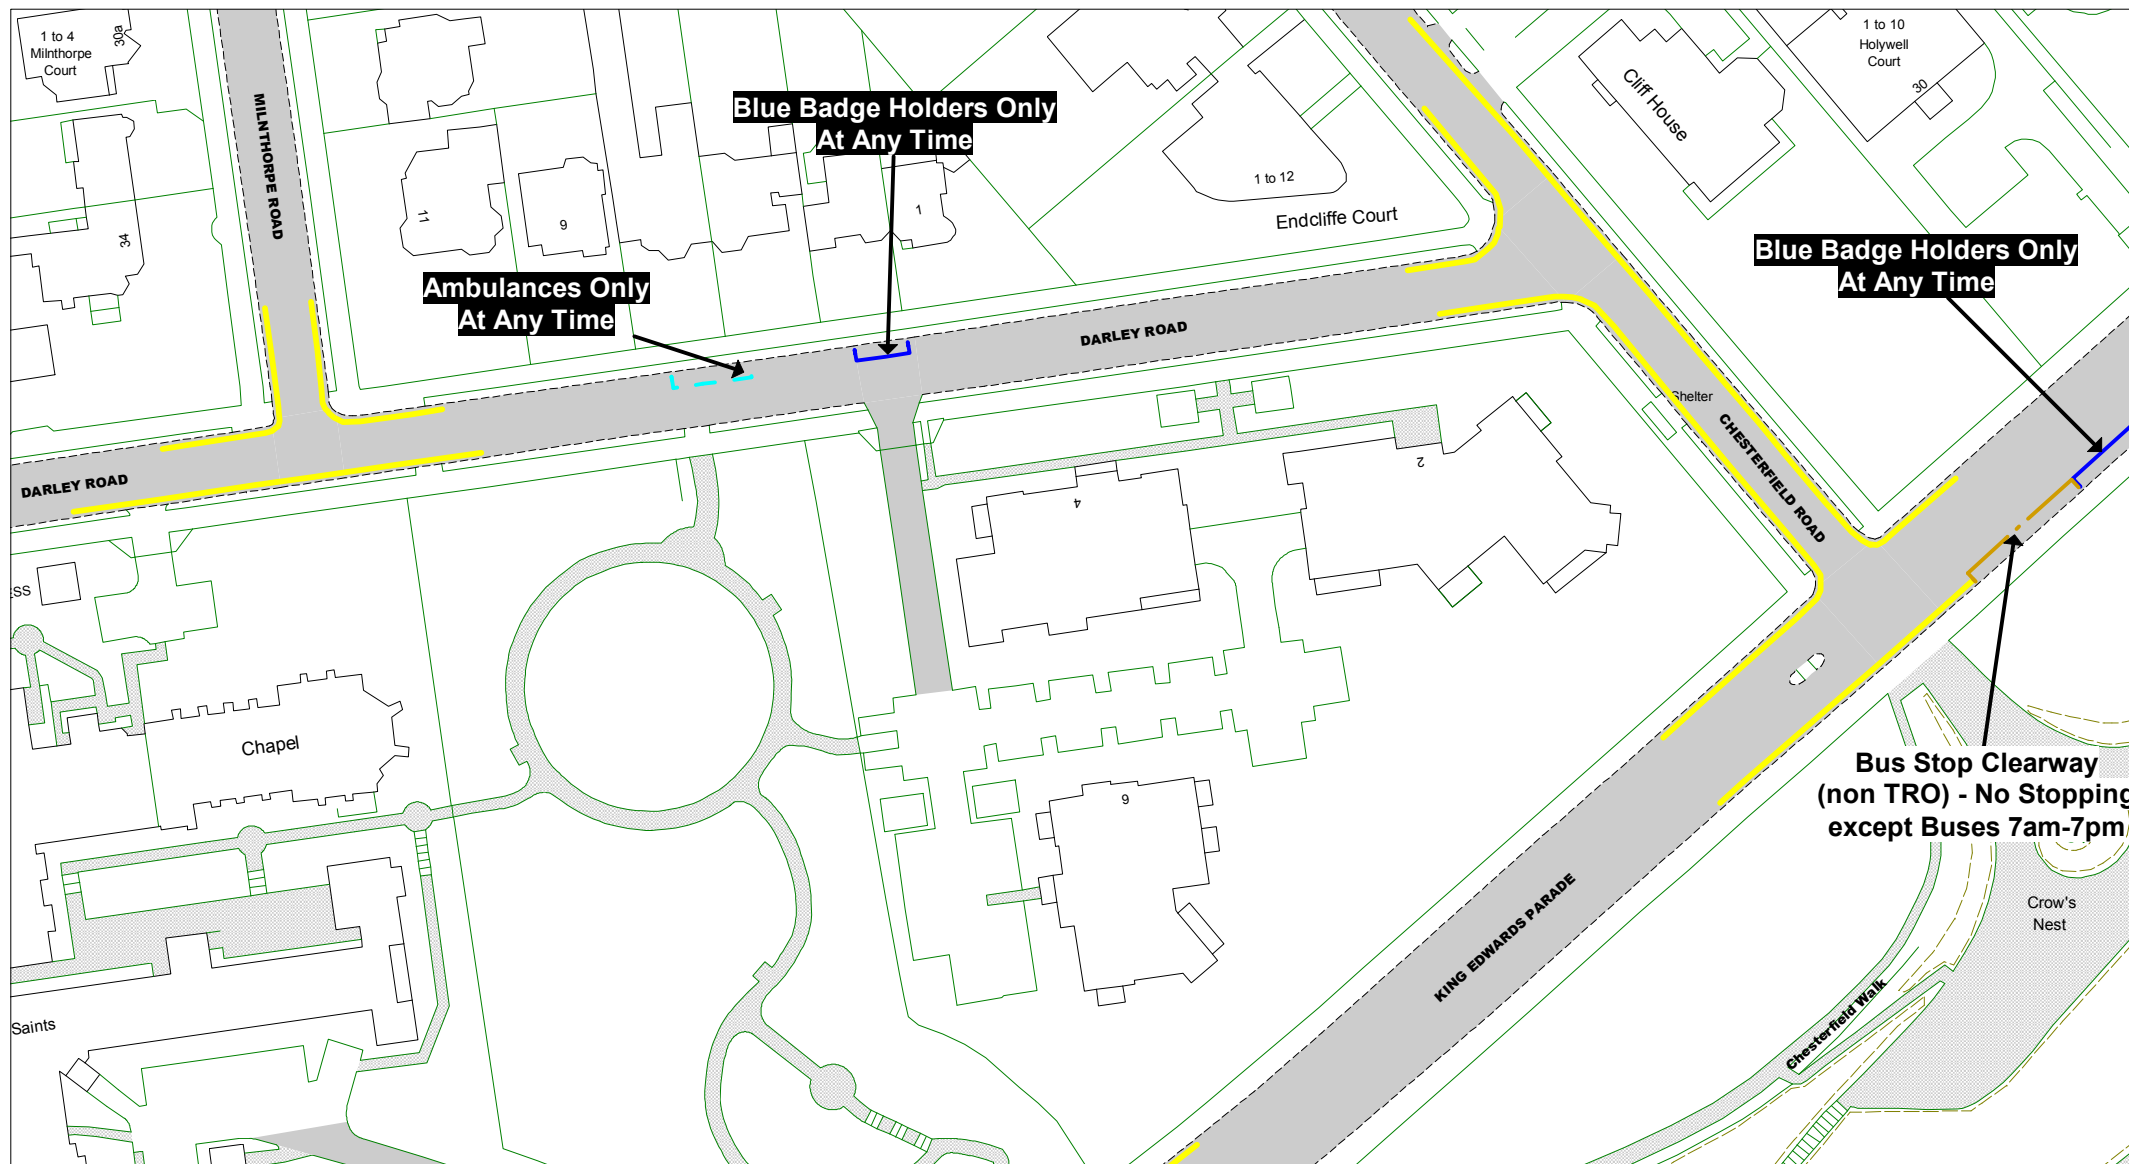 1 to 4
Milnthorpe
Court
30a
MILNTHORPE ROAD
34
11
9
1
Blue Badge Holders Only
At Any Time
Ambulances Only
At Any Time
1 to 12
Endcliffe Court
Cliff House
1 to 10
Holywell
Court
30
Blue Badge Holders Only
At Any Time
DARLEY ROAD
DARLEY ROAD
Shelter
CHESTERFIELD ROAD
2
4
ESS
Chapel
6
Saints
Bus Stop Clearway
(non TRO) - No Stopping
except Buses 7am-7pm
KING EDWARDS PARADE
Crow's
Nest
Chesterfield Walk